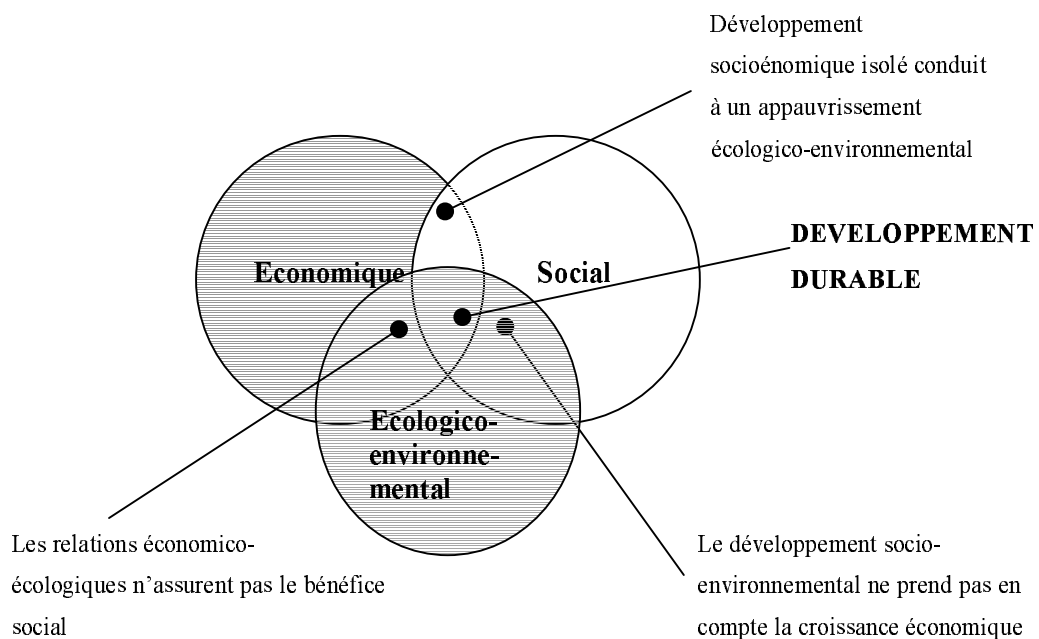 Développement
socioénomique isolé conduit
à un appauvrissement
écologico-environnemental
DEVELOPPEMENT
DURABLE
Economique
Social
Ecologico-
environne-
mental
Les relations économico-
écologiques n’assurent pas le bénéfice
social
Le développement socio-
environnemental ne prend pas en
compte la croissance économique